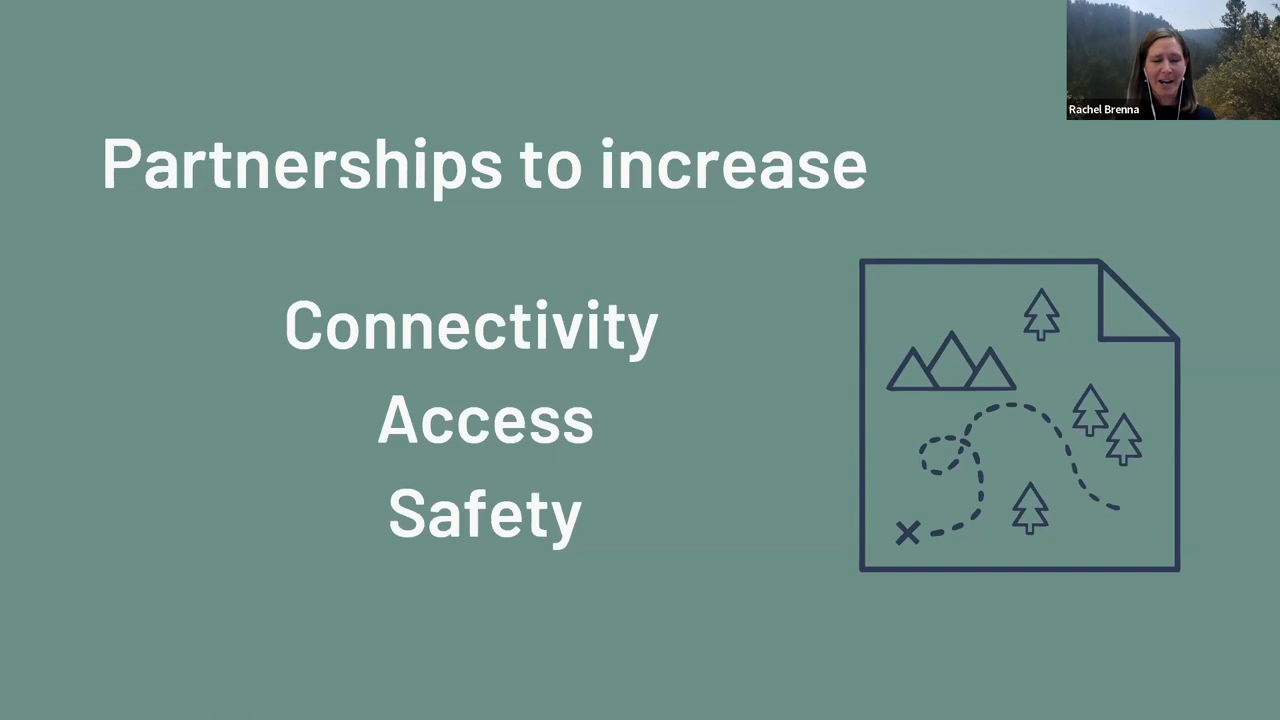 Rachel Brenna
Partnerships to increase
Connectivity
Access
Safety